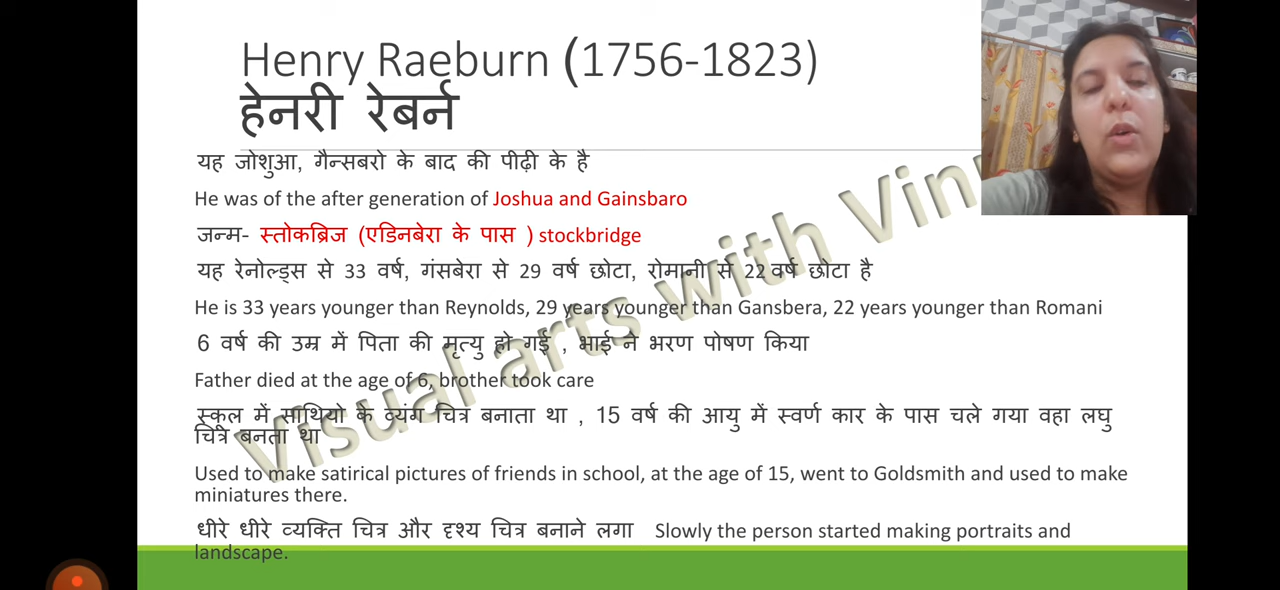 Henry Raeburn (1756-1823)
हेनरी रेबर्न
यह जोशुआ, गैन्सबरो के बाद की पीढ़ी के है
He was of the after generation of Joshua and Gainsbaro
जन्म- स्तोकब्रिज (एडिनबेरा के पास ) stockbridge
यह रेनोल्ड्स से 33 वर्ष, गंसबेरा से 29 वर्ष छोटा, रोमानी से 22 वर्ष छोटा है
He is 33 years younger than Reynolds, 29 years younger than Gansbera, 22 years younger than Romani
6 वर्ष की उम्र में पिता की मृत्यु हो गई , भाई ने भरण पोषण किया
Father died at the age of 6, brother took care
स्कूल में साथियो के व्यंग चित्र बनाता था , 15 वर्ष की आयु में स्वर्ण कार के पास चले गया वहा लघु
चित्र बनता था
Used to make satirical pictures of friends in school, at the age of 15, went to Goldsmith and used to make
miniatures there.
धीरे धीरे व्यक्ति चित्र और दृश्य चित्र बनाने लगा Slowly the person started making portraits and
landscape.
Visual arts with Vin